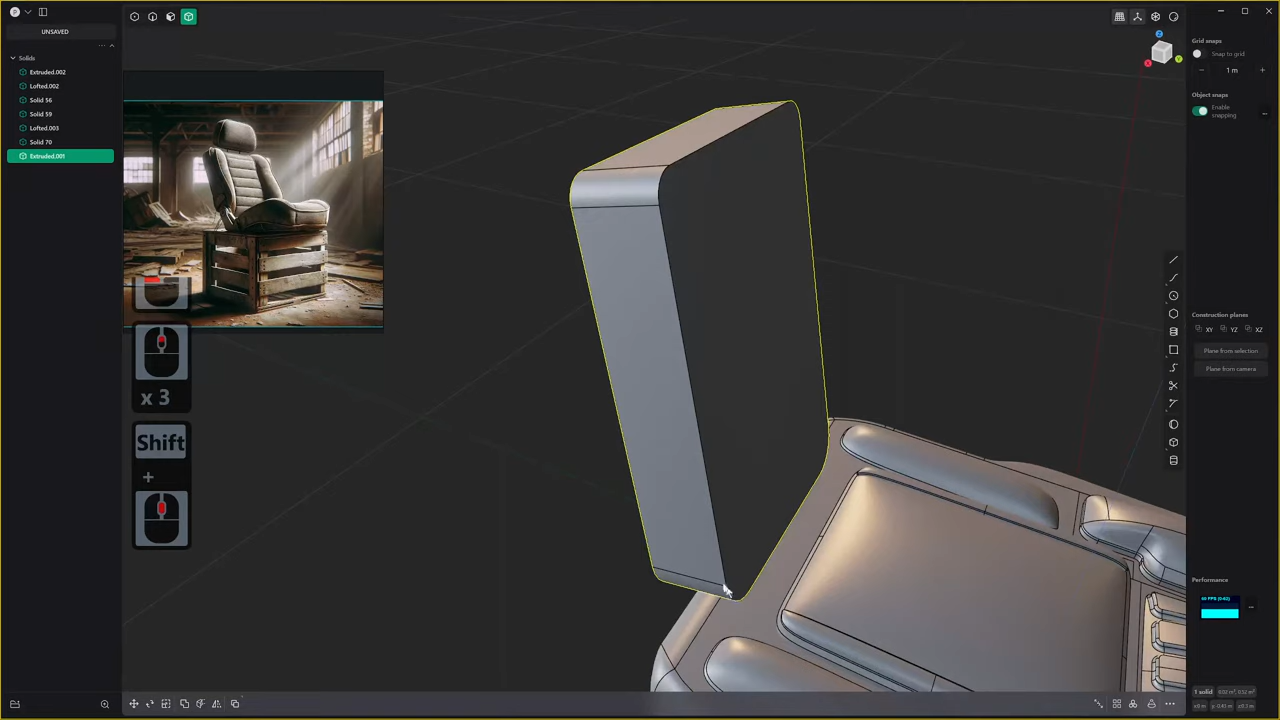 P
UNSAVED
Solids
Extruded.002
Lofted.002
Solid 56
Solid 59
Lofted.003
Solid 70
Extruded.001
x 3
Shift
+
Z
X
Y
Grid snaps
Snap to grid
1 m
Object snaps
Enable
snapping
Construction planes
XY
YZ
XZ
Plane from selection
Plane from camera
Performance
1 solid